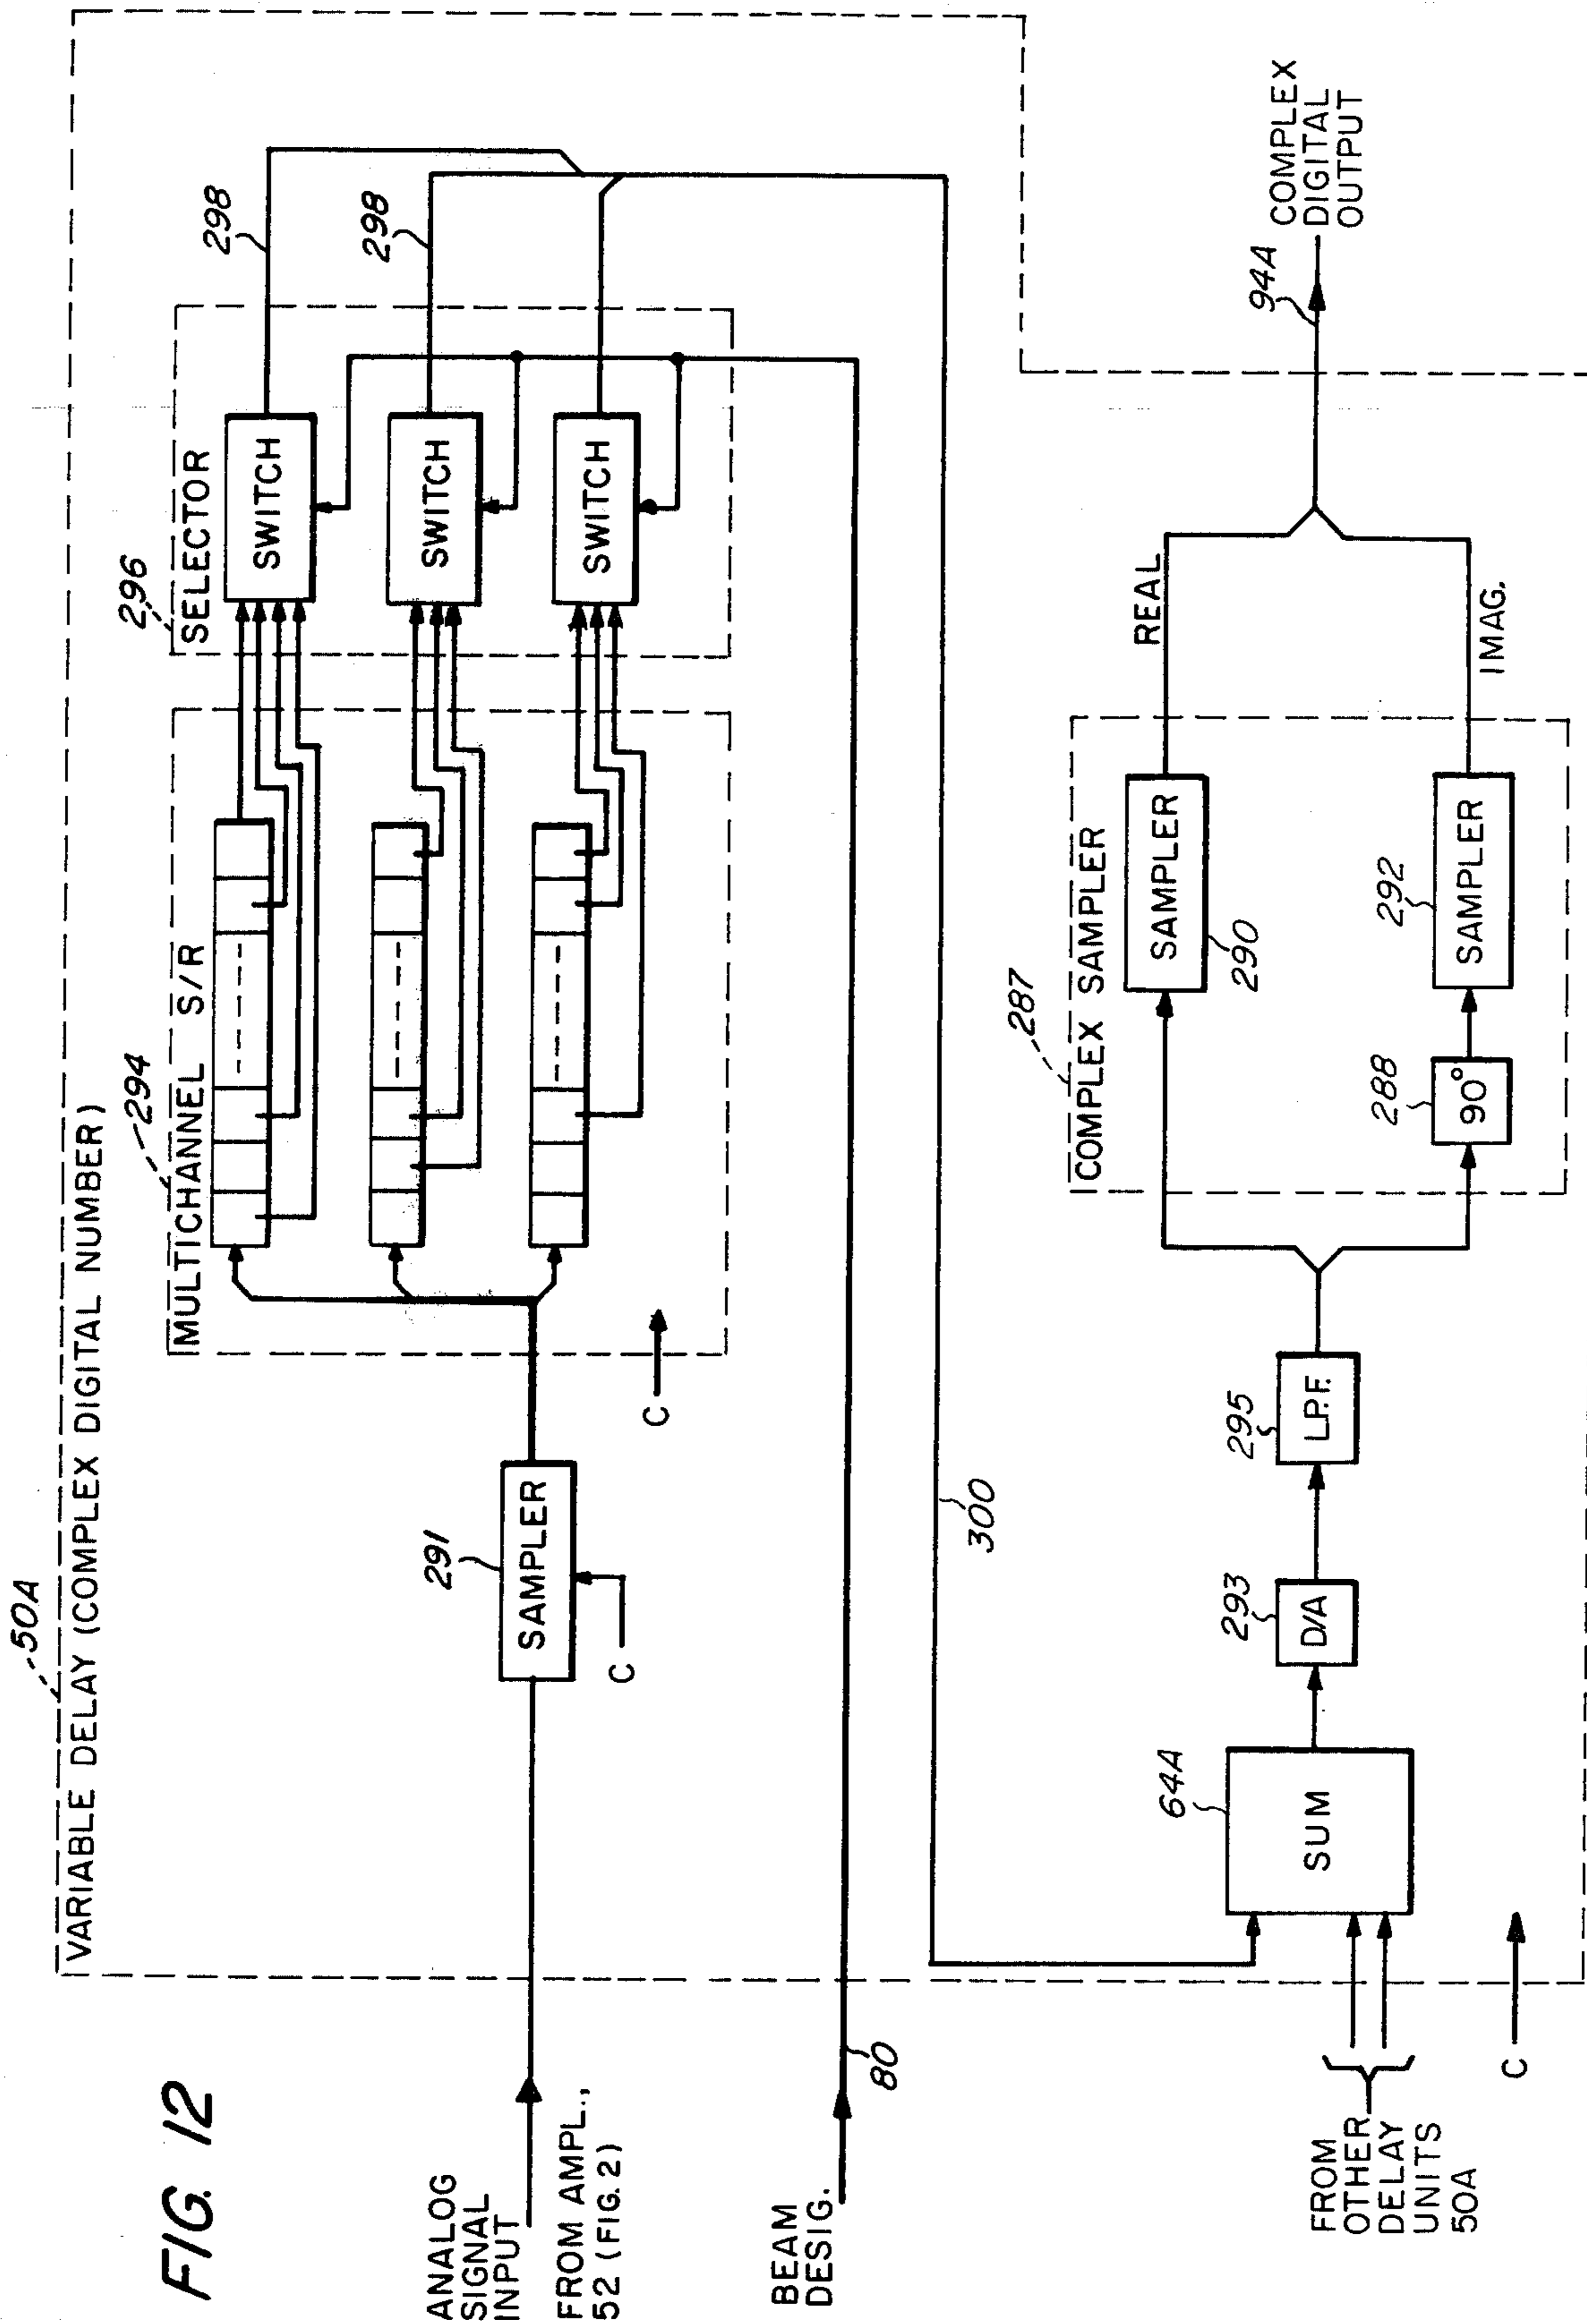 FIG. 12
50A
VARIABLE DELAY (COMPLEX DIGITAL NUMBER)
294
MULTICHANNEL S/R
296
SELECTOR
SWITCH
298
SWITCH
298
SWITCH
ANALOG
SIGNAL
INPUT
FROM AMPL.,
52 (FIG. 2)
291
SAMPLER
C
C
BEAM
DESIG.
80
300
FROM
OTHER
DELAY
UNITS
50A
C
64A
SUM
293
D/A
295
L.P.F.
287
COMPLEX SAMPLER
SAMPLER
290
288
90°
292
SAMPLER
REAL
IMAG.
94A
COMPLEX
DIGITAL
OUTPUT